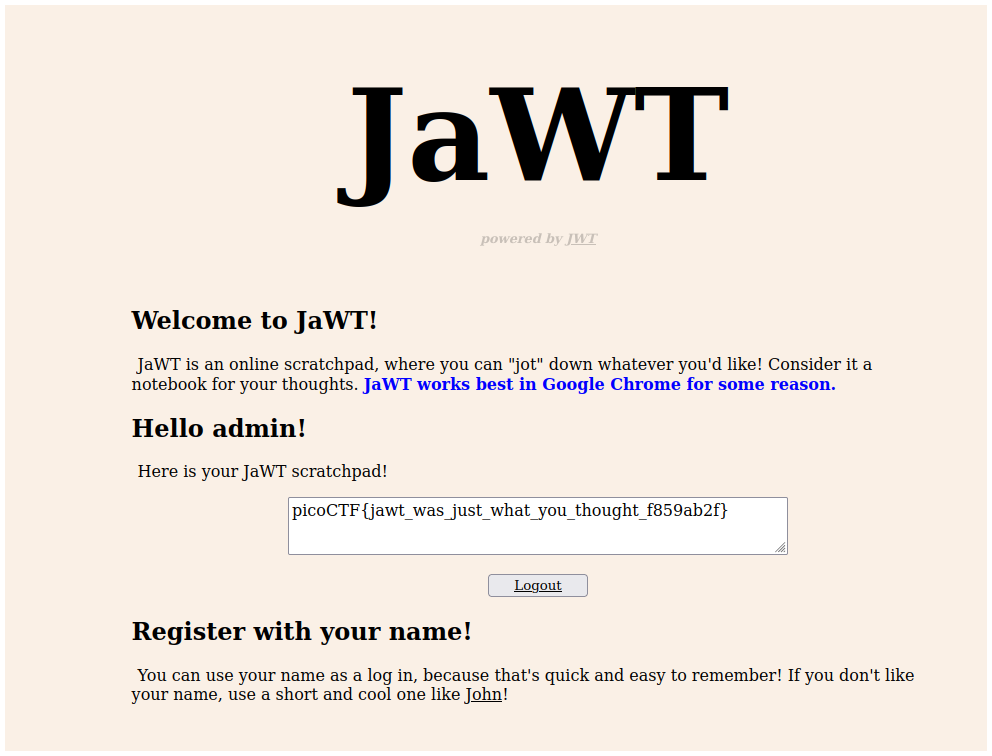 JaWT
powered by JWT
Welcome to JaWT!
JaWT is an online scratchpad, where you can "jot" down whatever you'd like! Consider it a
notebook for your thoughts. JaWT works best in Google Chrome for some reason.
Hello admin!
Here is your JaWT scratchpad!
picoCTF{jawt_was_just_what_you_thought_f859ab2f}
Logout
Register with your name!
You can use your name as a log in, because that's quick and easy to remember! If you don't like
your name, use a short and cool one like John!